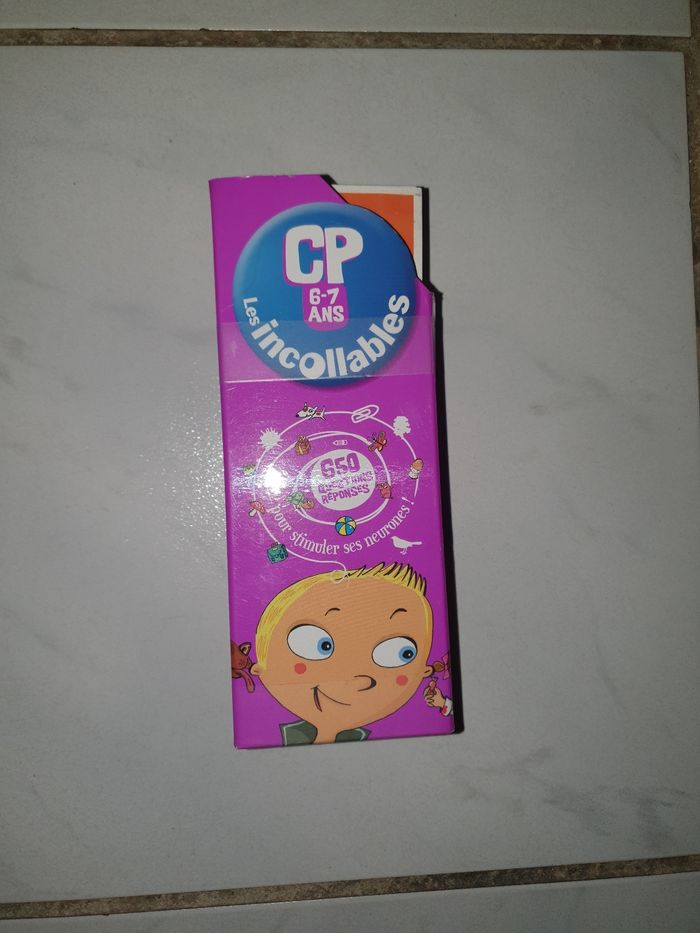 CP
6-7
ANS
Les incollables
650
QUESTIONS
RÉPONSES
pour stimuler ses neurones !